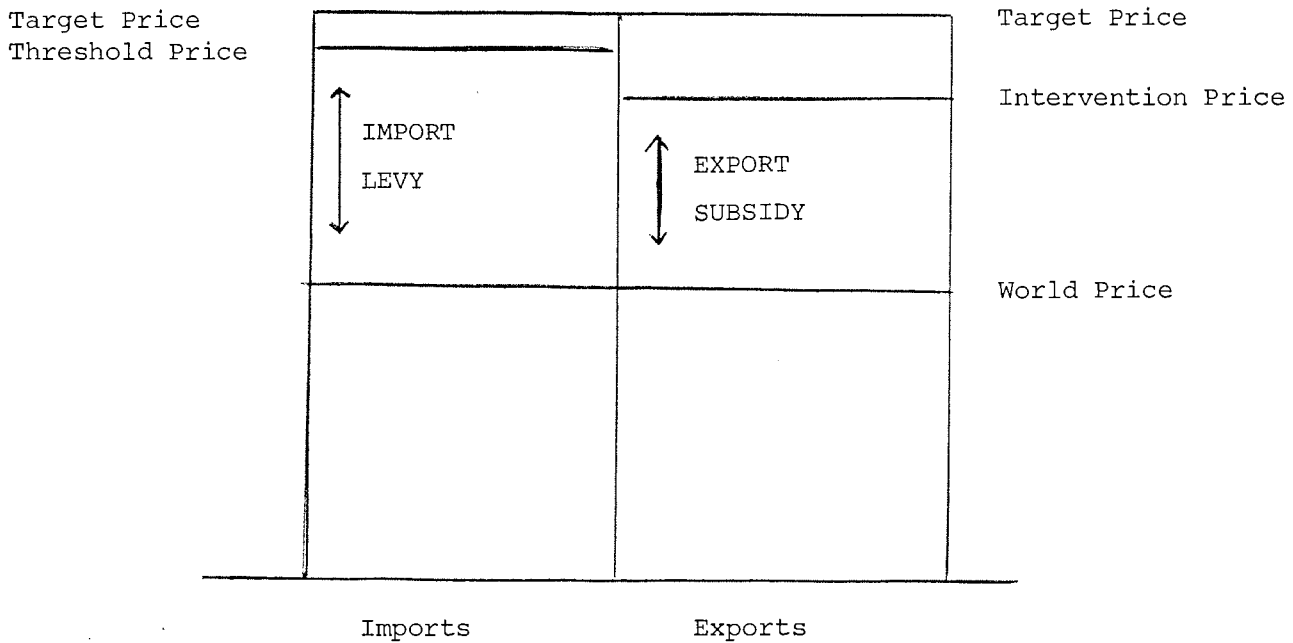 Target Price
Threshold Price
Target Price
Intervention Price
IMPORT
LEVY
EXPORT
SUBSIDY
World Price
Imports
Exports